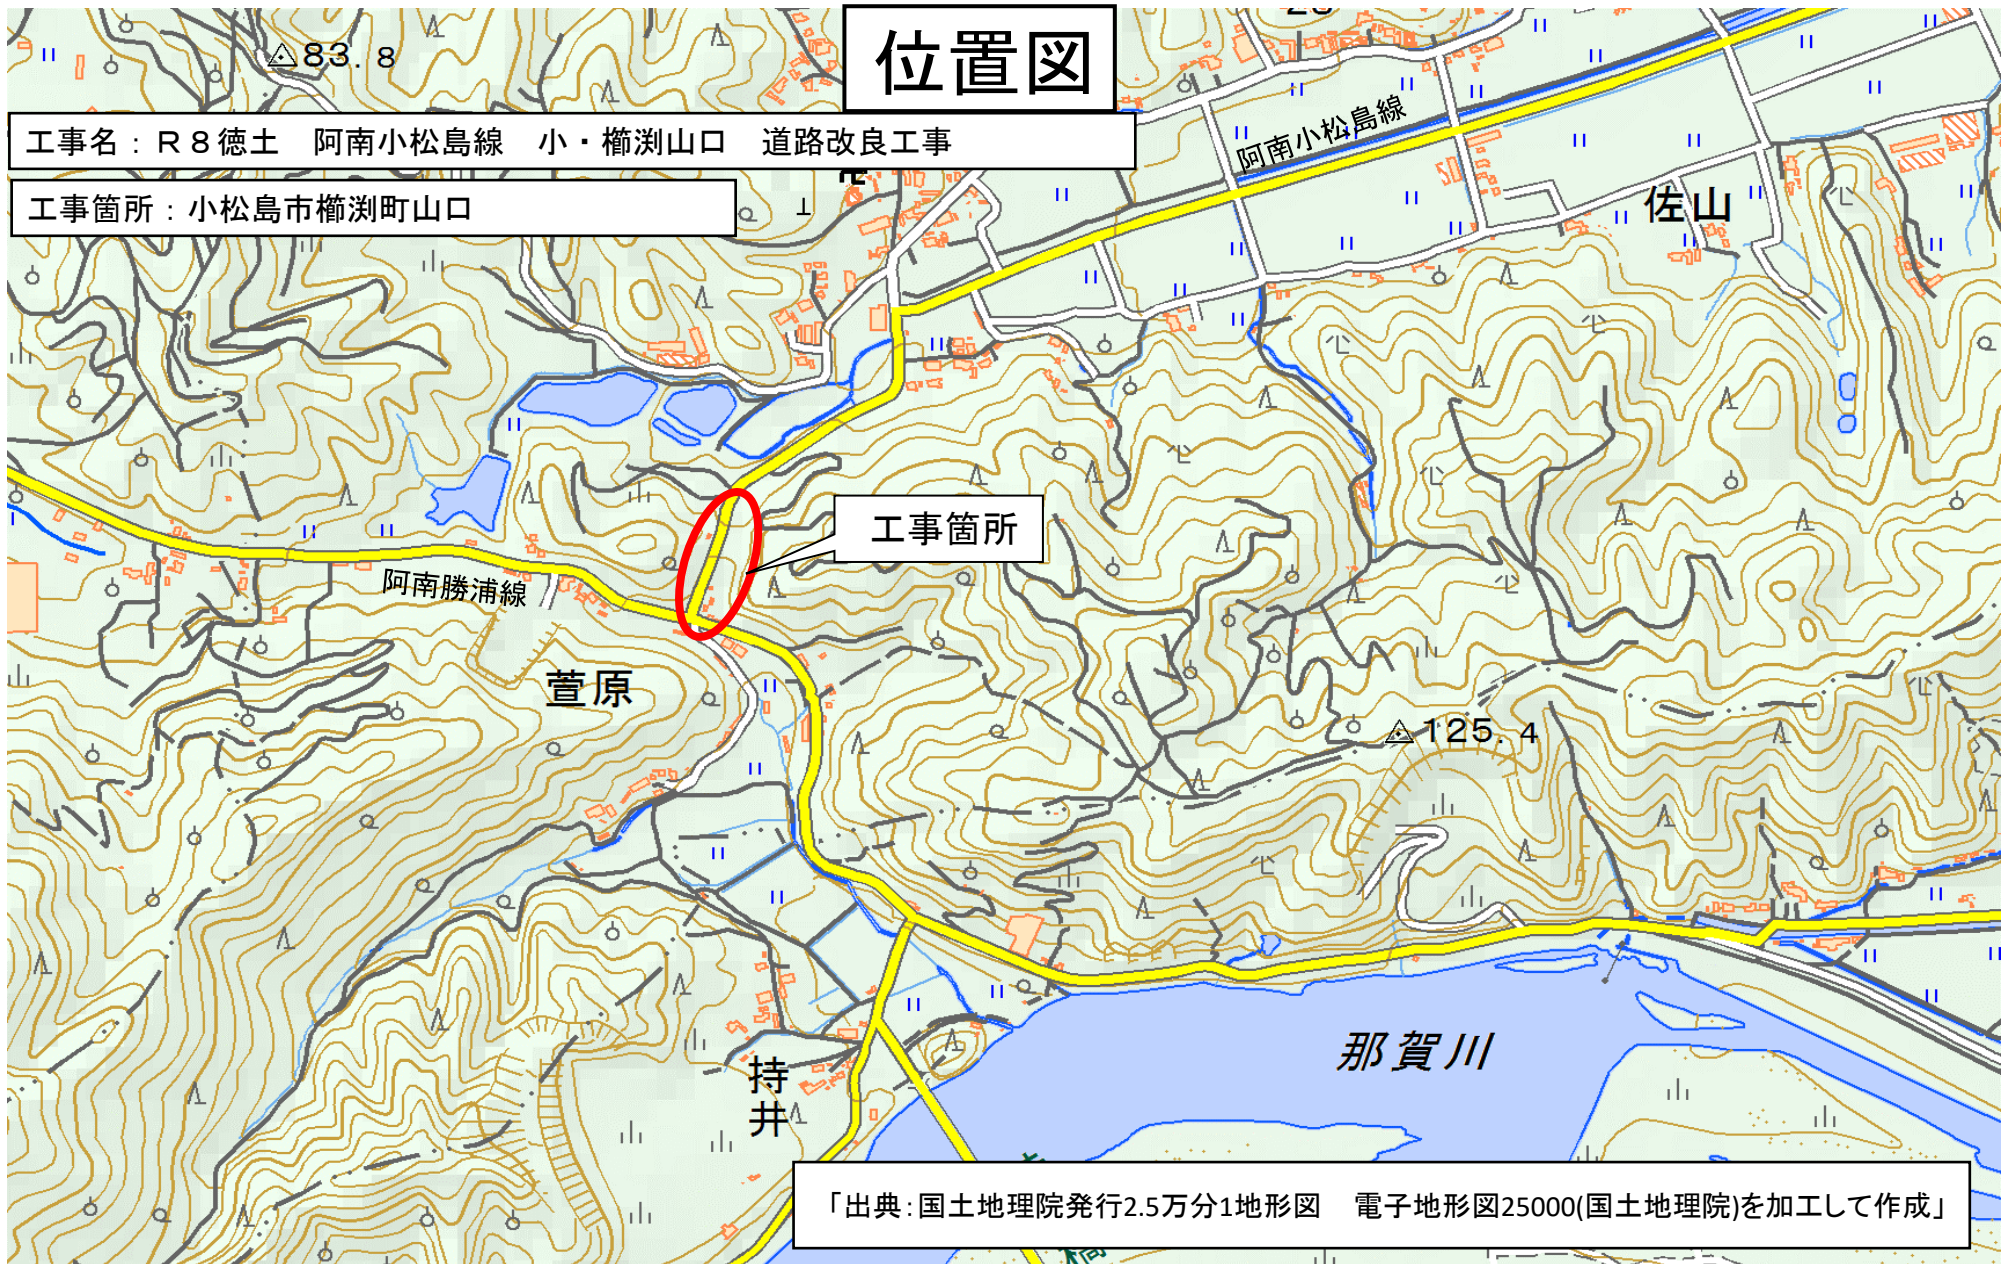 位置図
83.8
工事名：Ｒ８徳土　阿南小松島線　小・櫛渕山口　道路改良工事
工事箇所：小松島市櫛渕町山口
阿南小松島線
佐山
工事箇所
阿南勝浦線
萱原
125.4
那賀川
持井
「出典：国土地理院発行2.5万分1地形図　電子地形図25000(国土地理院)を加工して作成」
橋